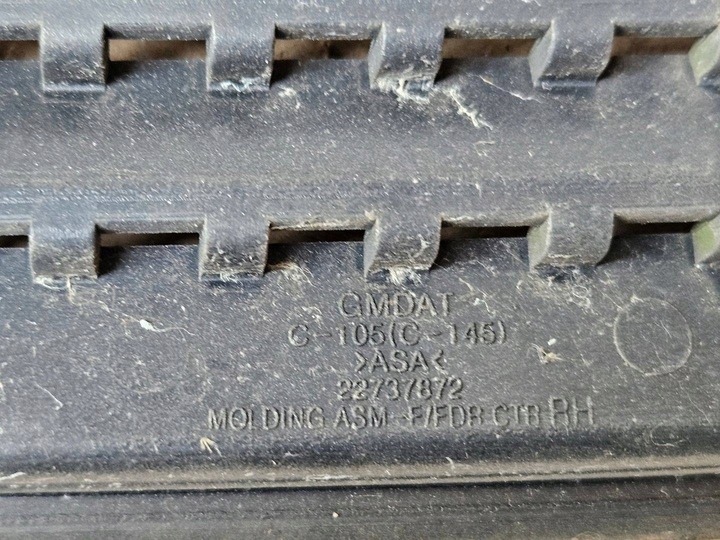 GMDAT
C-105(C-145)
>ASA<
22737872
MOLDING ASM-F/FDR CTR RH